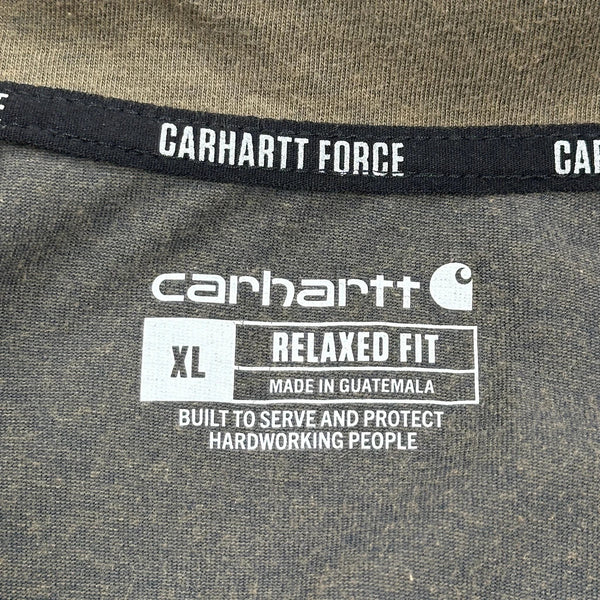 CARHARTT FORCE
carhartt
XL
RELAXED FIT
MADE IN GUATEMALA
BUILT TO SERVE AND PROTECT
HARDWORKING PEOPLE